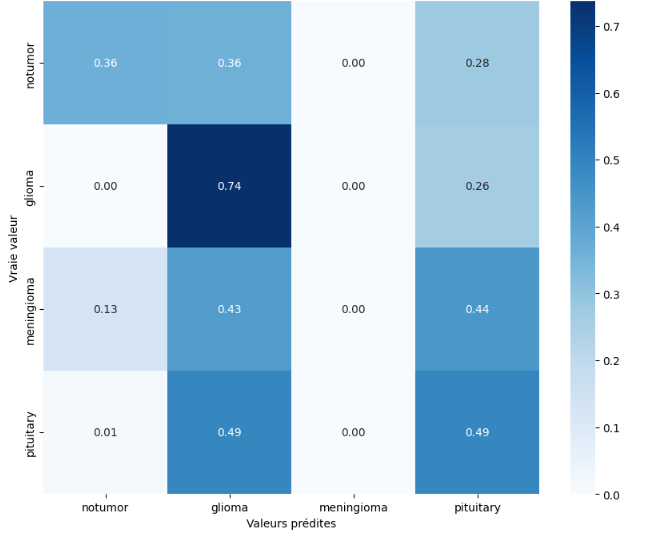 notumor 0.36 0.36 0.00 0.28
glioma 0.00 0.74 0.00 0.26
meningioma 0.13 0.43 0.00 0.44
pituitary 0.01 0.49 0.00 0.49
Vraie valeur
notumor glioma meningioma pituitary
Valeurs prédites
0.7
0.6
0.5
0.4
0.3
0.2
0.1
0.0